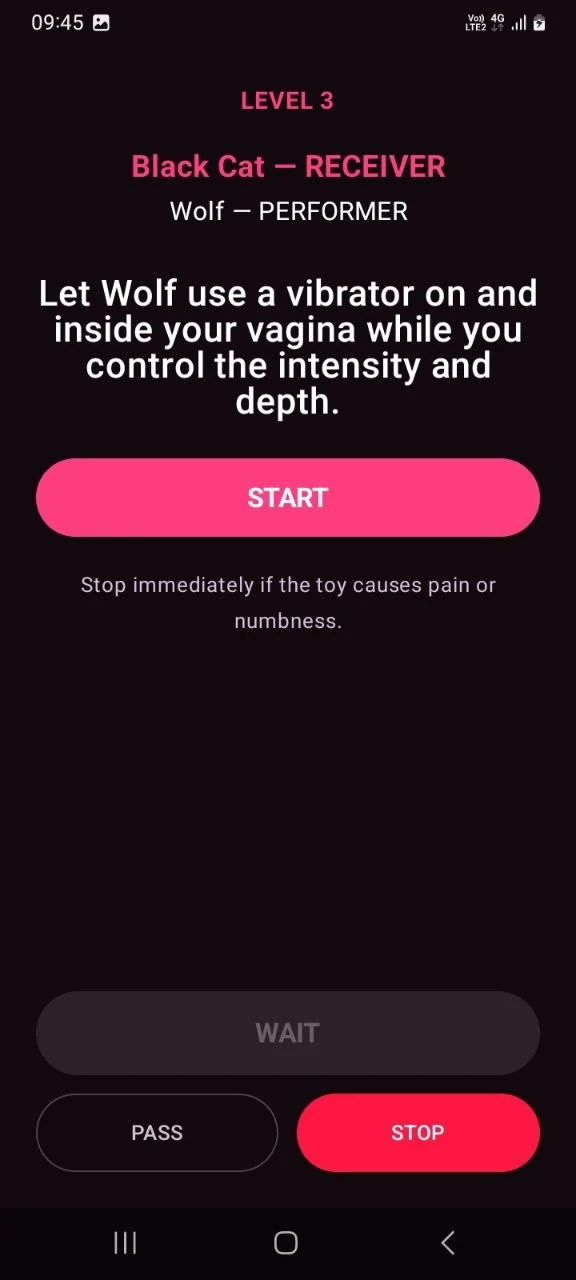 09:45
Vo)) 4G
LTE2
LEVEL 3
Black Cat — RECEIVER
Wolf — PERFORMER
Let Wolf use a vibrator on and
inside your vagina while you
control the intensity and
depth.
START
Stop immediately if the toy causes pain or
numbness.
WAIT
PASS
STOP